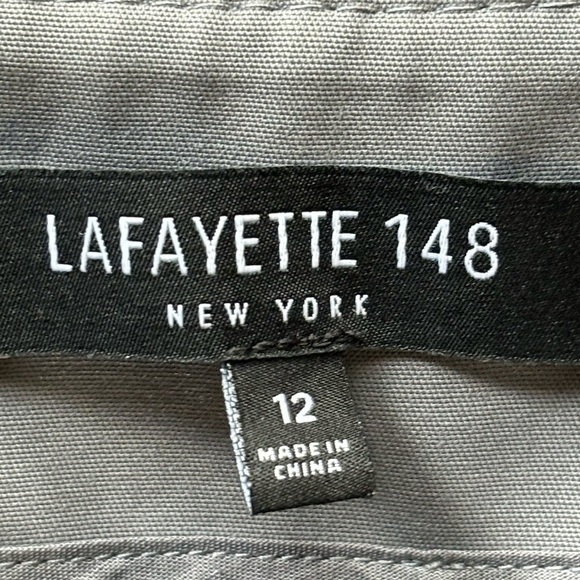 LAFAYETTE 148
NEW YORK
12
MADE IN
CHINA